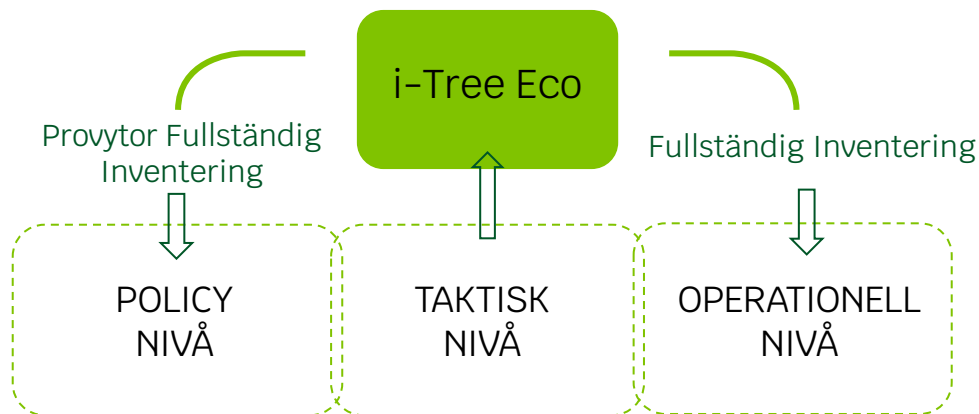 i-Tree Eco
Provytor Fullständig
Inventering
Fullständig Inventering
POLICY
NIVÅ
TAKTISK
NIVÅ
OPERATIONELL
NIVÅ